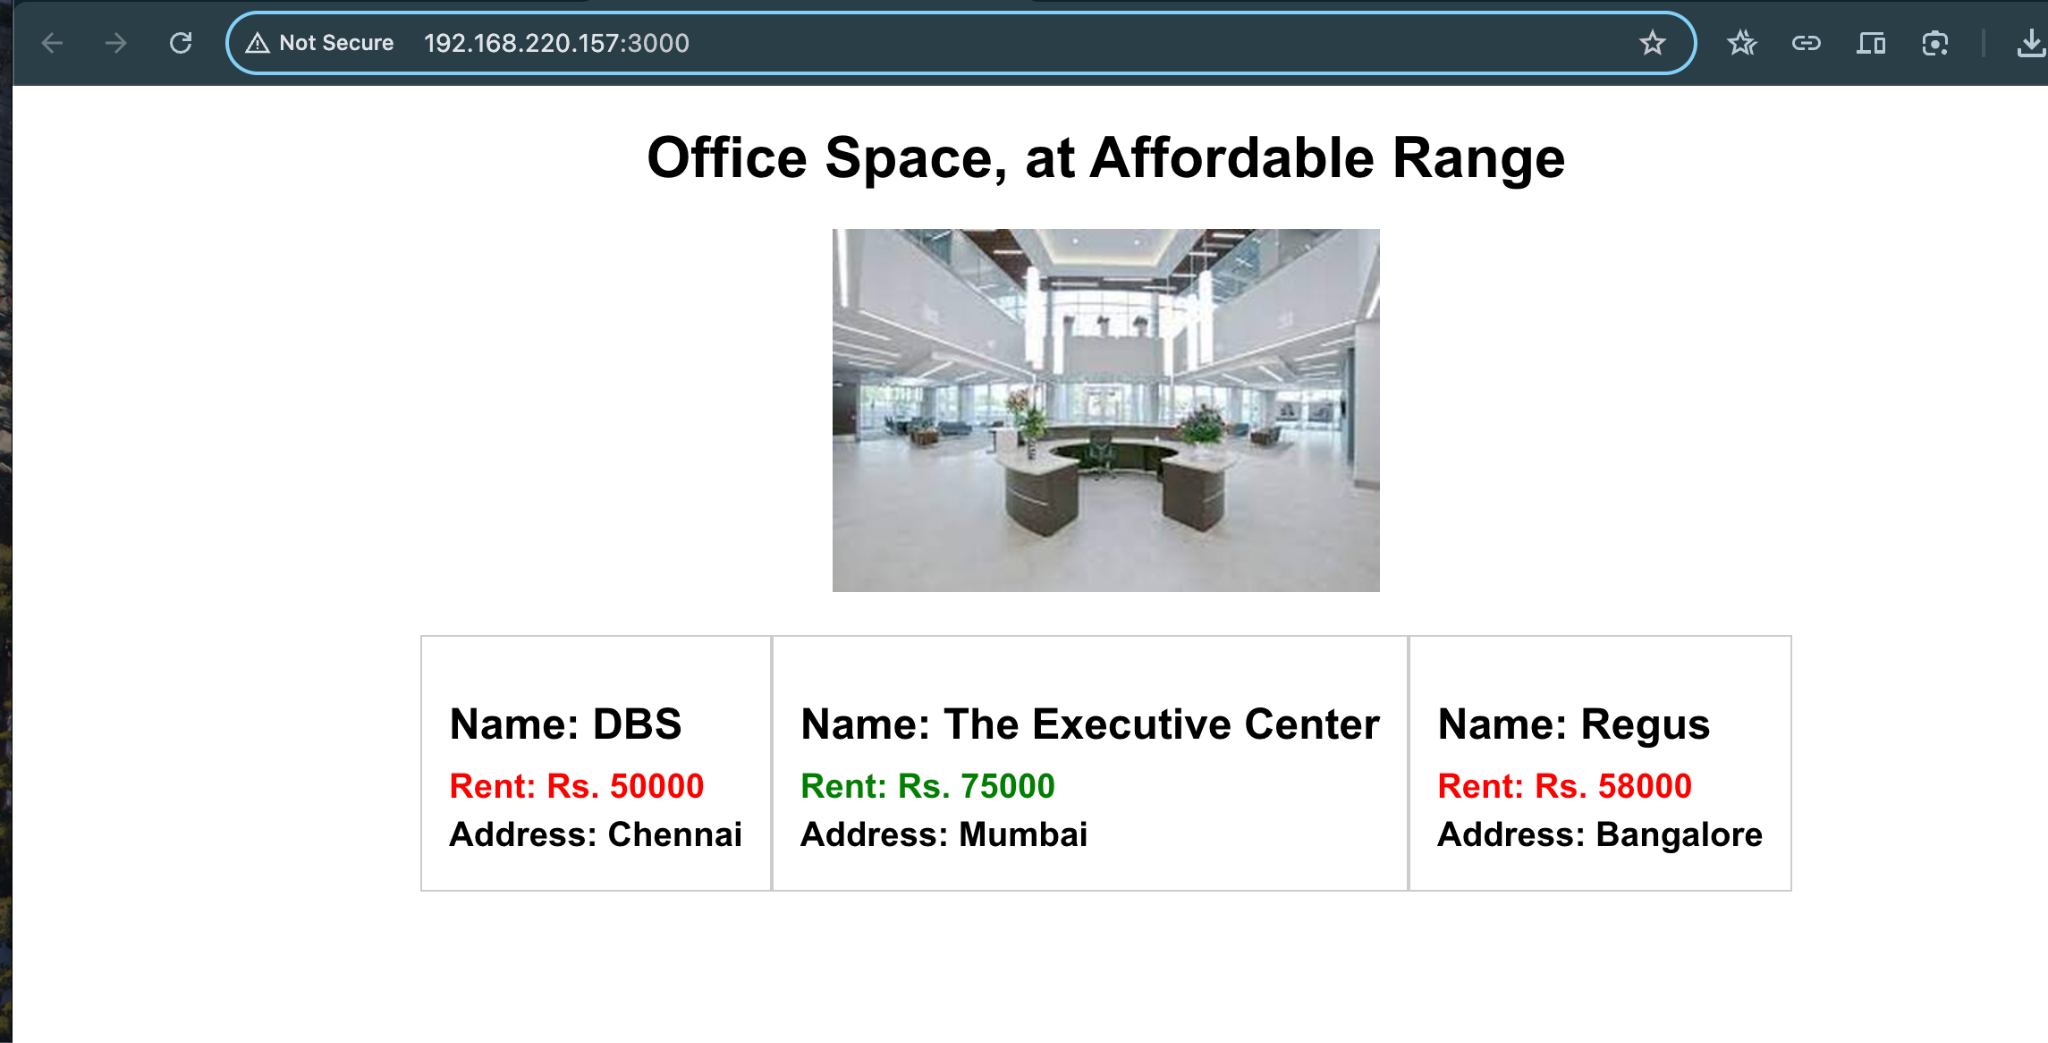 Not Secure 192.168.220.157:3000
Office Space, at Affordable Range
Name: DBS
Rent: Rs. 50000
Address: Chennai
Name: The Executive Center
Rent: Rs. 75000
Address: Mumbai
Name: Regus
Rent: Rs. 58000
Address: Bangalore